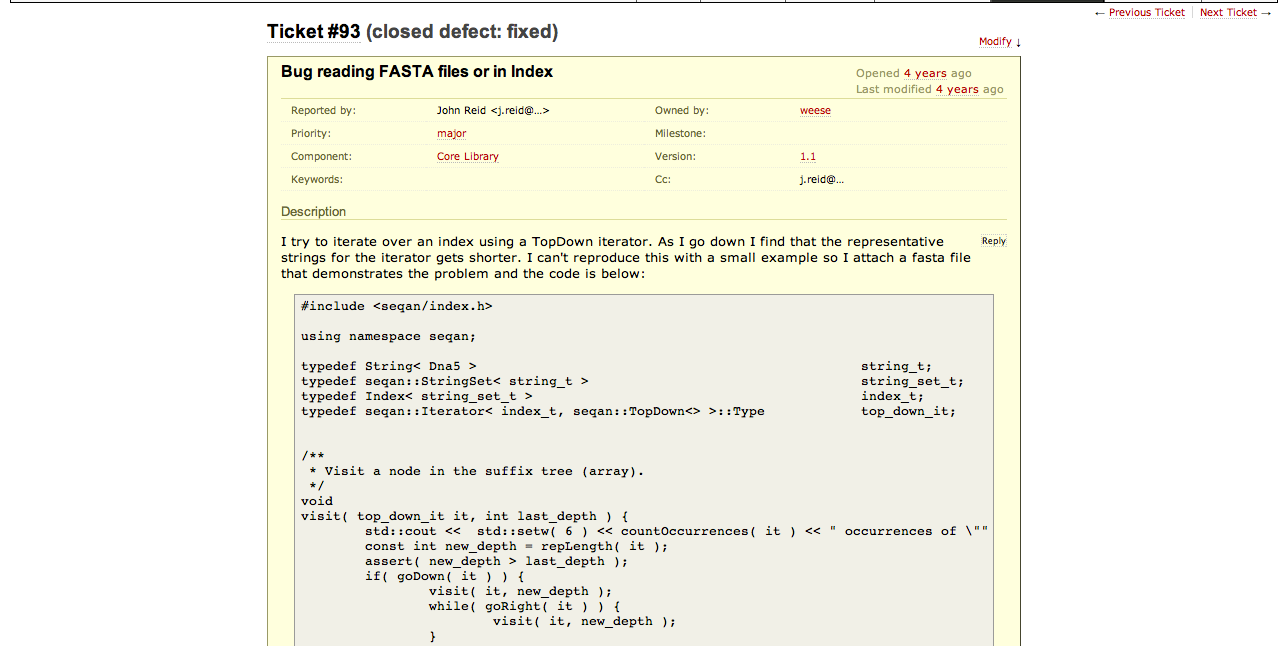 ← Previous Ticket Next Ticket →
Ticket #93 (closed defect: fixed)
Modify ↓
Bug reading FASTA files or in Index
Opened 4 years ago
Last modified 4 years ago
Reported by: John Reid <j.reid@...> Owned by: weese
Priority: major Milestone:
Component: Core Library Version: 1.1
Keywords: Cc: j.reid@...
Description
I try to iterate over an index using a TopDown iterator. As I go down I find that the representative
Reply
strings for the iterator gets shorter. I can't reproduce this with a small example so I attach a fasta file
that demonstrates the problem and the code is below:
#include <seqan/index.h>
using namespace seqan;
typedef String< Dna5 > string_t;
typedef seqan::StringSet< string_t > string_set_t;
typedef Index< string_set_t > index_t;
typedef seqan::Iterator< index_t, seqan::TopDown<> >::Type top_down_it;
/**
* Visit a node in the suffix tree (array).
*/
void
visit( top_down_it it, int last_depth ) {
std::cout << std::setw( 6 ) << countOccurrences( it ) << " occurrences of \""
const int new_depth = repLength( it );
assert( new_depth > last_depth );
if( goDown( it ) ) {
visit( it, new_depth );
while( goRight( it ) ) {
visit( it, new_depth );
}